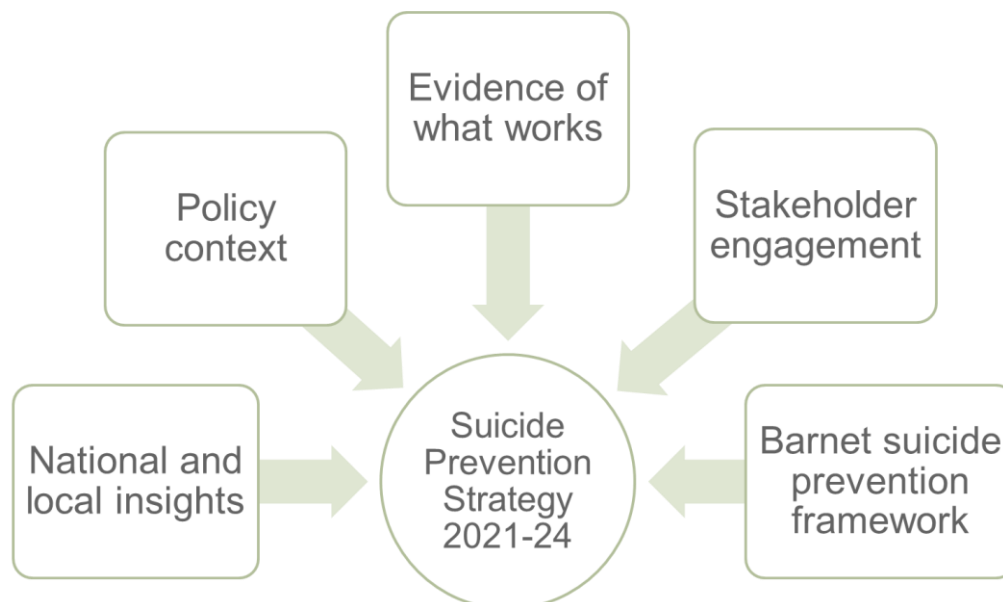 Evidence of
what works
Policy
context
Stakeholder
engagement
National and
local insights
Suicide
Prevention
Strategy
2021-24
Barnet suicide
prevention
framework